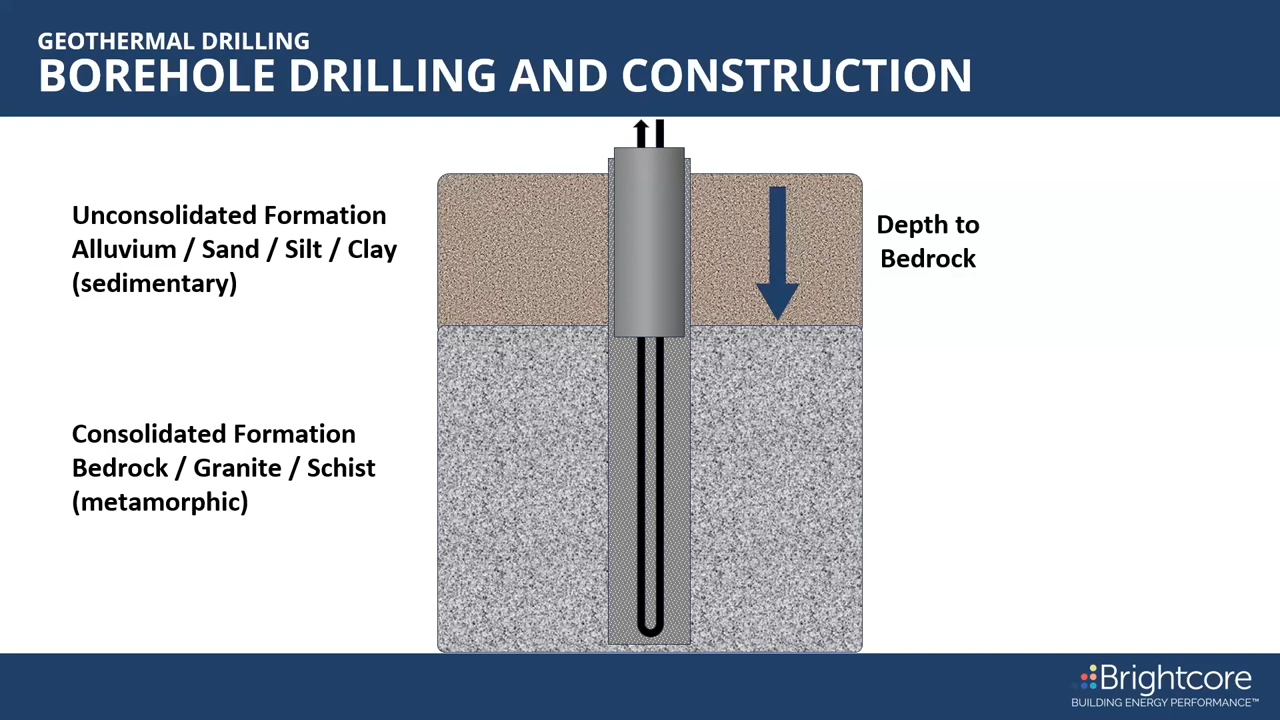 GEOTHERMAL DRILLING
BOREHOLE DRILLING AND CONSTRUCTION
Unconsolidated Formation
Alluvium / Sand / Silt / Clay
(sedimentary)
Depth to
Bedrock
Consolidated Formation
Bedrock / Granite / Schist
(metamorphic)
Brightcore
BUILDING ENERGY PERFORMANCE™